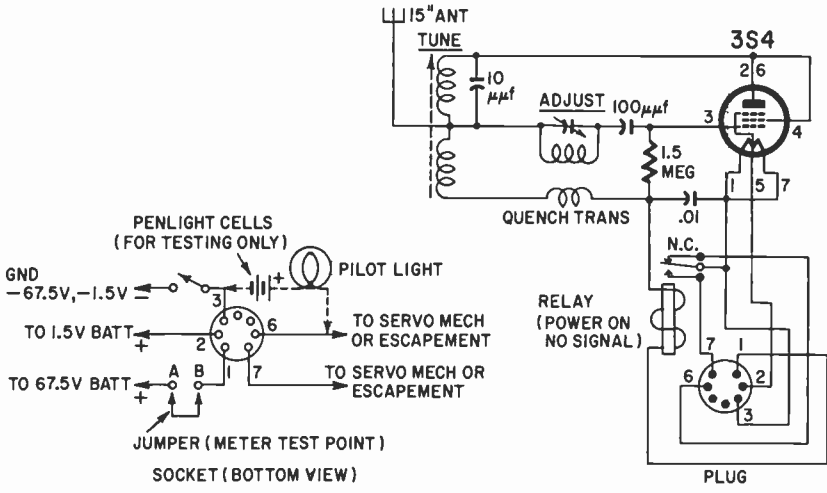 15" ANT
TUNE
3S4
10
μμf
2 6
ADJUST
100μμf
3
4
1.5
MEG
1 5 7
.01
QUENCH TRANS
PENLIGHT CELLS
(FOR TESTING ONLY)
+
PILOT LIGHT
GND
-67.5V, -1.5V
−
3
N.C.
RELAY
(POWER ON
NO SIGNAL)
TO 1.5V BATT
+
2
6
TO SERVO MECH
OR ESCAPEMENT
7
1
TO 67.5V BATT
+
A
B
1
7
TO SERVO MECH OR
ESCAPEMENT
6
2
3
JUMPER (METER TEST POINT)
SOCKET (BOTTOM VIEW)
PLUG